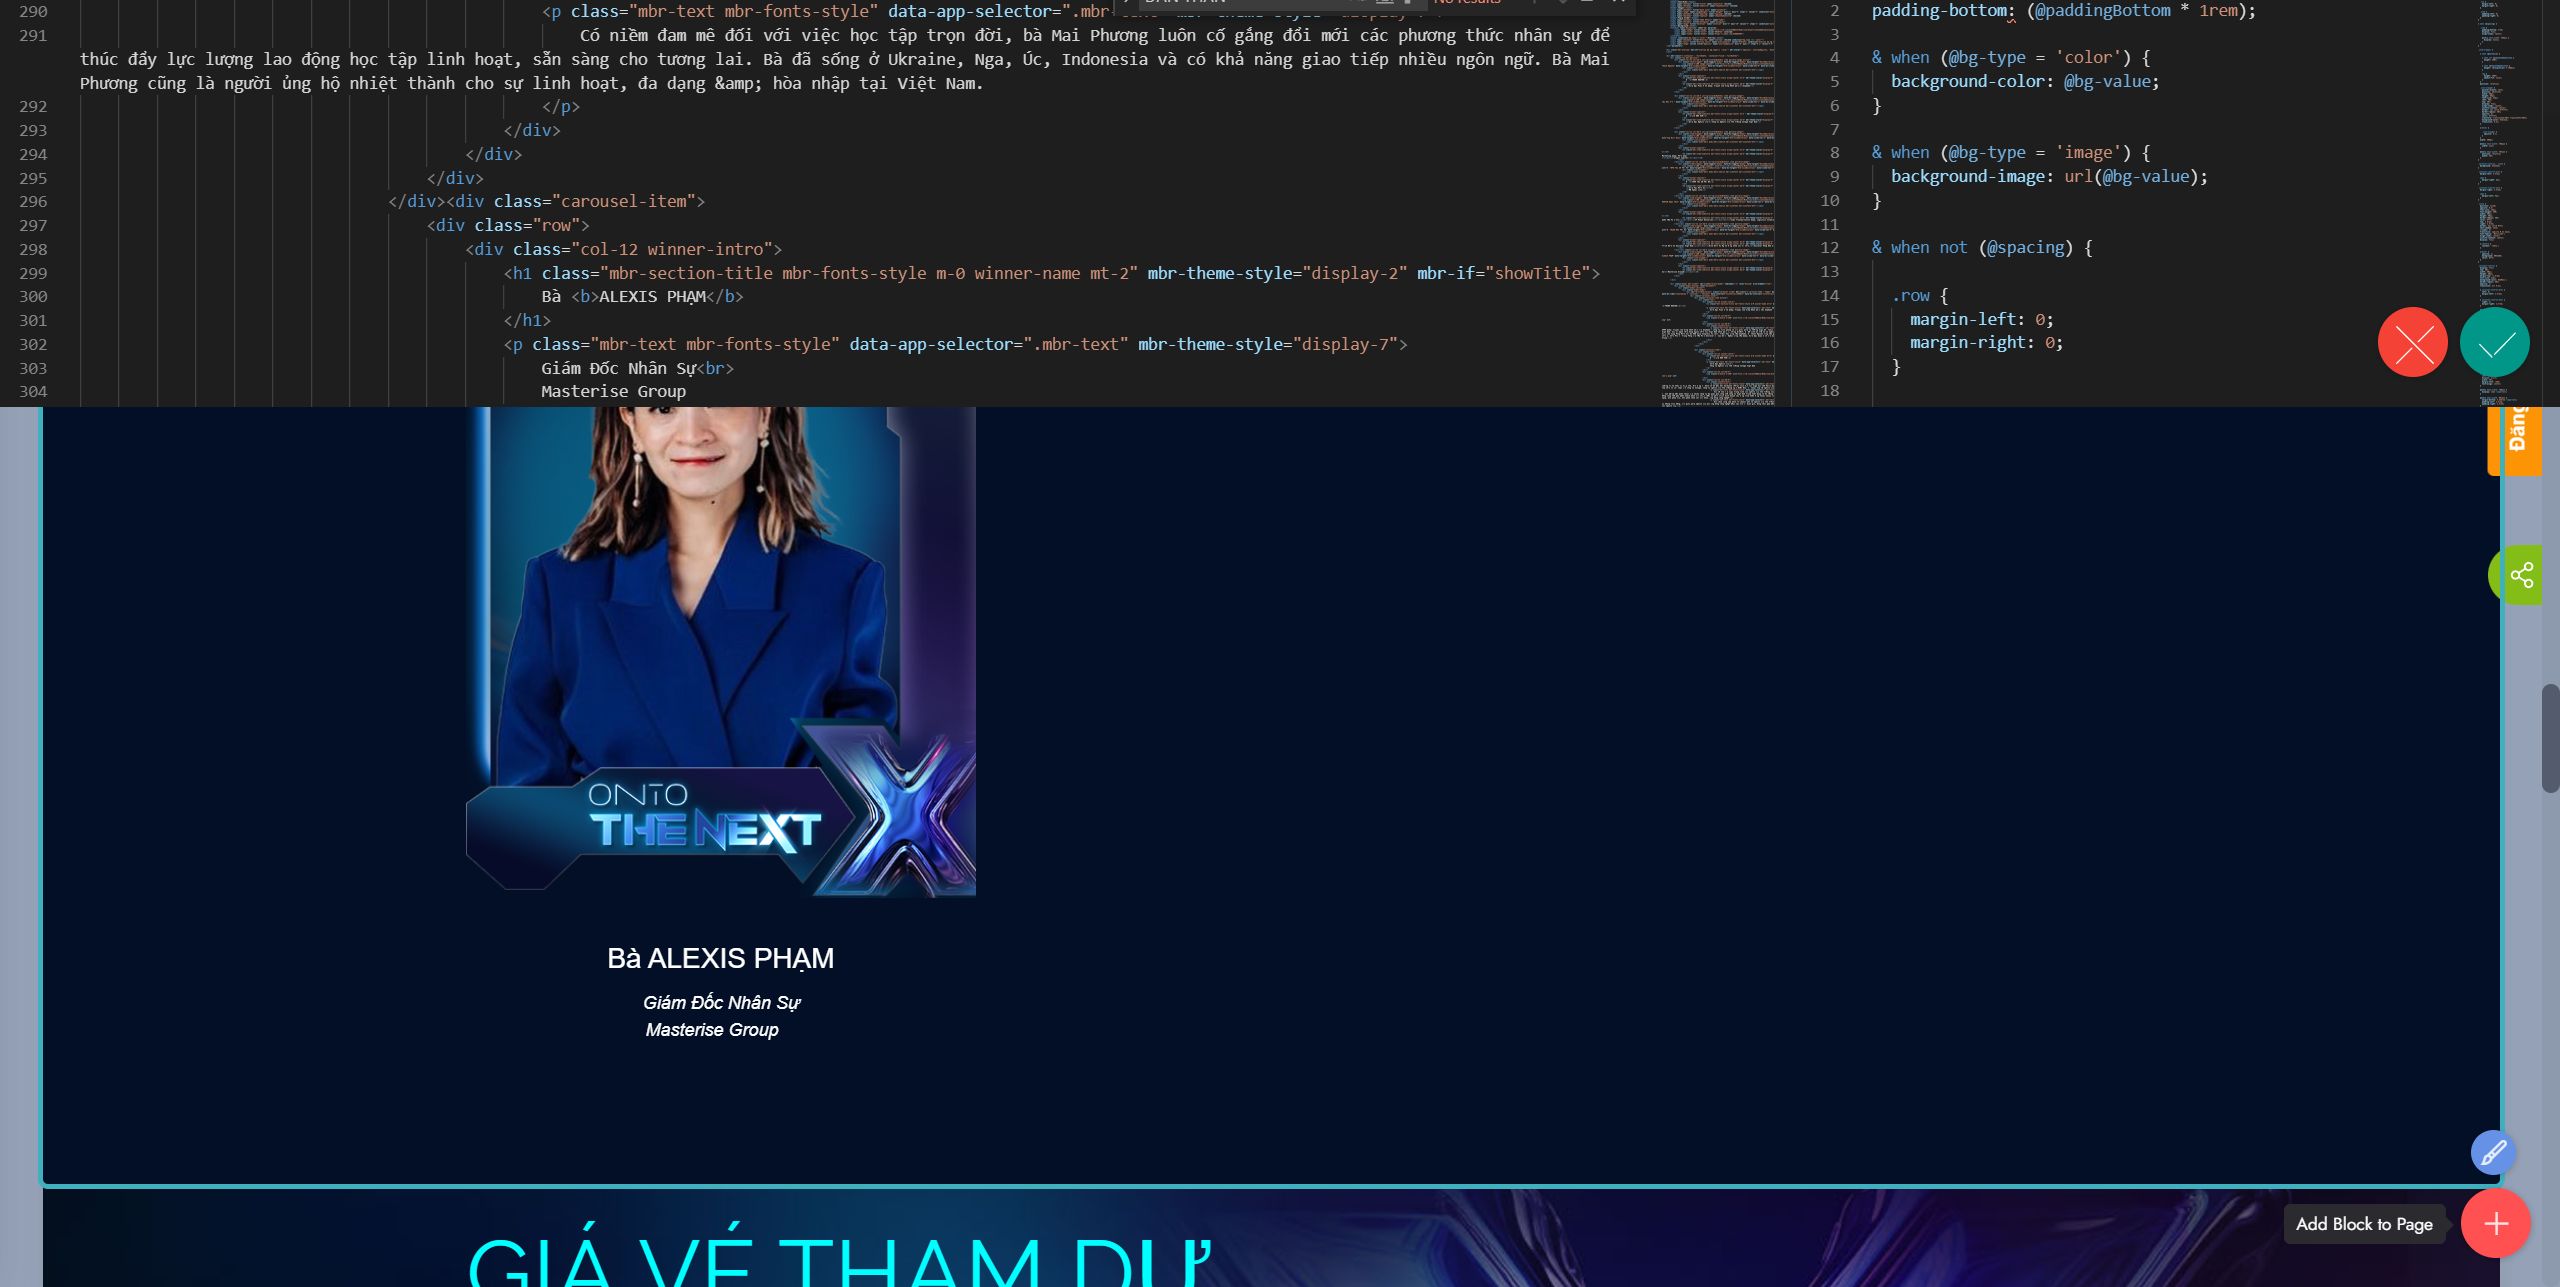 290 <p class="mbr-text mbr-fonts-style" data-app-selector=".mbr-
291 Có niềm đam mê đối với việc học tập trọn đời, bà Mai Phương luôn cố gắng đổi mới các phương thức nhân sự để
thúc đẩy lực lượng lao động học tập linh hoạt, sẵn sàng cho tương lai. Bà đã sống ở Ukraine, Nga, Úc, Indonesia và có khả năng giao tiếp nhiều ngôn ngữ. Bà Mai
Phương cũng là người ủng hộ nhiệt thành cho sự linh hoạt, đa dạng &amp; hòa nhập tại Việt Nam.
292 </p>
293 </div>
294 </div>
295 </div>
296 </div><div class="carousel-item">
297 <div class="row">
298 <div class="col-12 winner-intro">
299 <h1 class="mbr-section-title mbr-fonts-style m-0 winner-name mt-2" mbr-theme-style="display-2" mbr-if="showTitle">
300 Bà <b>ALEXIS PHẠM</b>
301 </h1>
302 <p class="mbr-text mbr-fonts-style" data-app-selector=".mbr-text" mbr-theme-style="display-7">
303 Giám Đốc Nhân Sự<br>
304 Masterise Group
2 padding-bottom: (@paddingBottom * 1rem);
3
4 & when (@bg-type = 'color') {
5 background-color: @bg-value;
6 }
7
8 & when (@bg-type = 'image') {
9 background-image: url(@bg-value);
10 }
11
12 & when not (@spacing) {
13
14 .row {
15 margin-left: 0;
16 margin-right: 0;
17 }
18
Đăng
ONTO
THE NEXT
X
Bà ALEXIS PHẠM
Giám Đốc Nhân Sự
Masterise Group
GIÁ VÉ THAM DỰ
Add Block to Page